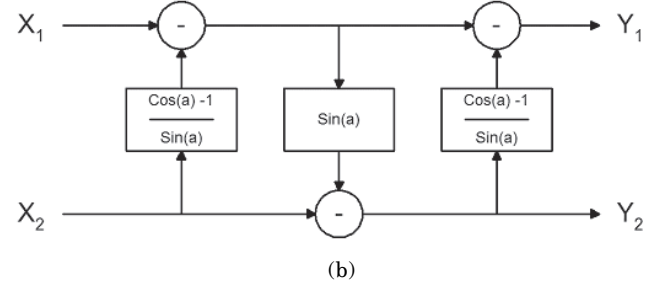 X1 - - Y1
Cos(a) -1 Cos(a) -1
Sin(a)
Sin(a) Sin(a)
X2 - Y2
(b)